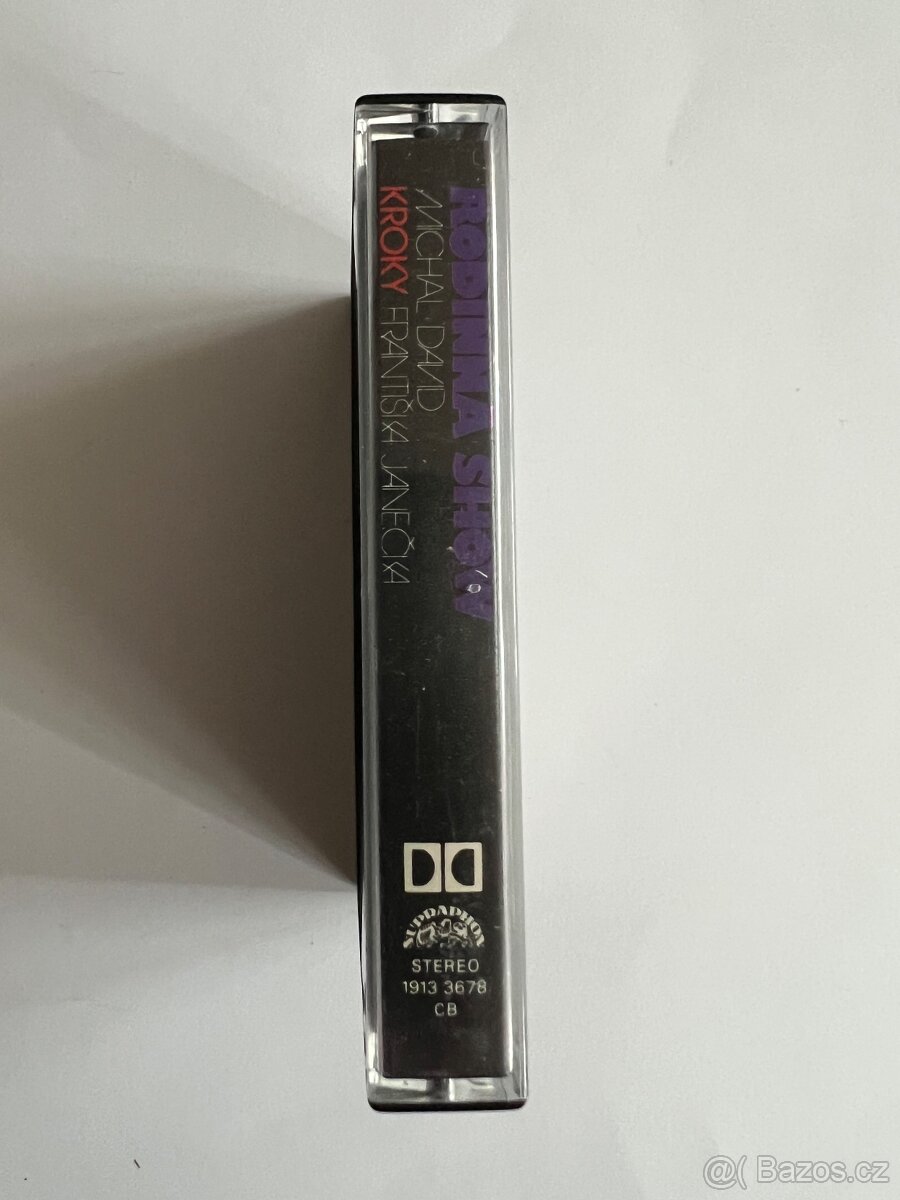 RODINNÁ SHOW
MICHAL DAVID
KROKY FRANTIŠKA JANEČKA
SUPRAPHON
STEREO
1913 3678
CB
@( Bazos.cz